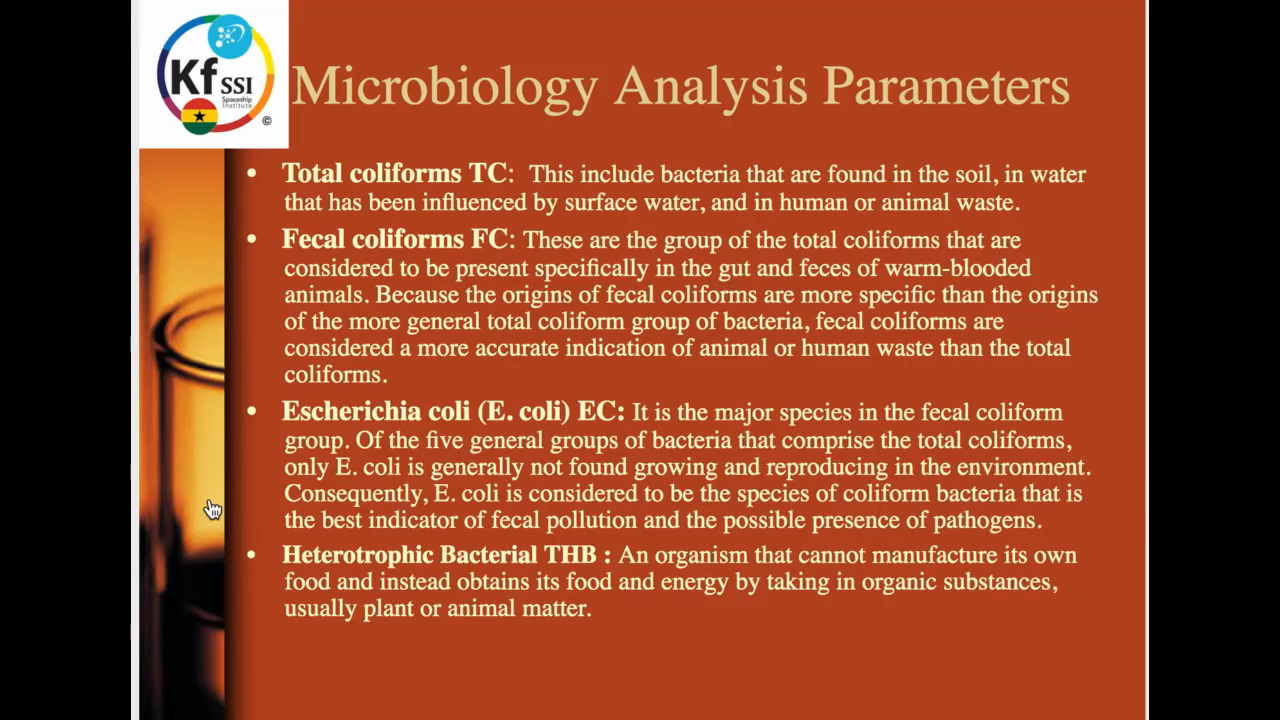 Kf SSI
Spaceship
Institute
©
Microbiology Analysis Parameters
• Total coliforms TC: This include bacteria that are found in the soil, in water
that has been influenced by surface water, and in human or animal waste.
• Fecal coliforms FC: These are the group of the total coliforms that are
considered to be present specifically in the gut and feces of warm-blooded
animals. Because the origins of fecal coliforms are more specific than the origins
of the more general total coliform group of bacteria, fecal coliforms are
considered a more accurate indication of animal or human waste than the total
coliforms.
• Escherichia coli (E. coli) EC: It is the major species in the fecal coliform
group. Of the five general groups of bacteria that comprise the total coliforms,
only E. coli is generally not found growing and reproducing in the environment.
Consequently, E. coli is considered to be the species of coliform bacteria that is
the best indicator of fecal pollution and the possible presence of pathogens.
• Heterotrophic Bacterial THB : An organism that cannot manufacture its own
food and instead obtains its food and energy by taking in organic substances,
usually plant or animal matter.